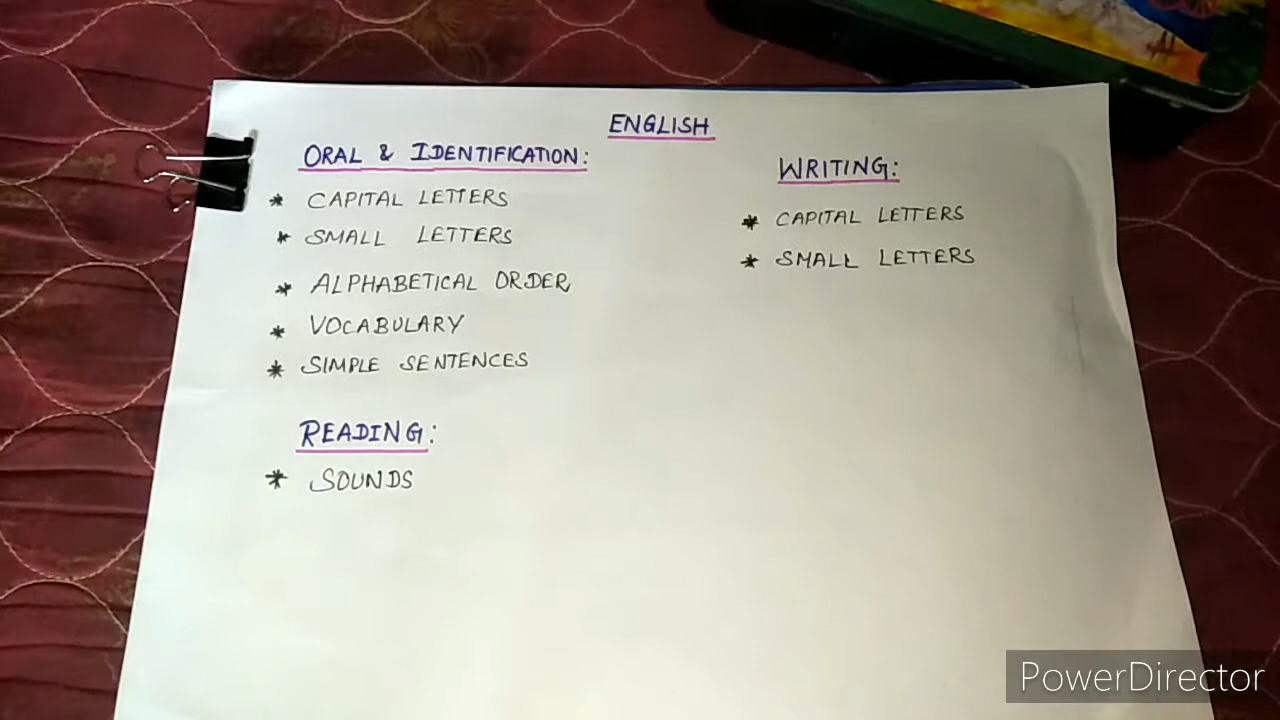 ENGLISH
ORAL & IDENTIFICATION:
* CAPITAL LETTERS
* SMALL LETTERS
* ALPHABETICAL ORDER
* VOCABULARY
* SIMPLE SENTENCES
READING:
* SOUNDS
WRITING:
* CAPITAL LETTERS
* SMALL LETTERS
PowerDirector